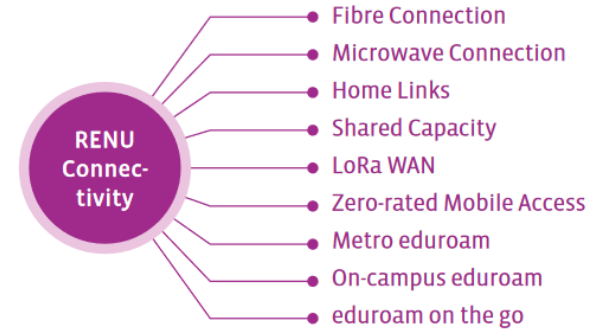 RENU
Connec-
tivity
Fibre Connection
Microwave Connection
Home Links
Shared Capacity
LoRa WAN
Zero-rated Mobile Access
Metro eduroam
On-campus eduroam
eduroam on the go